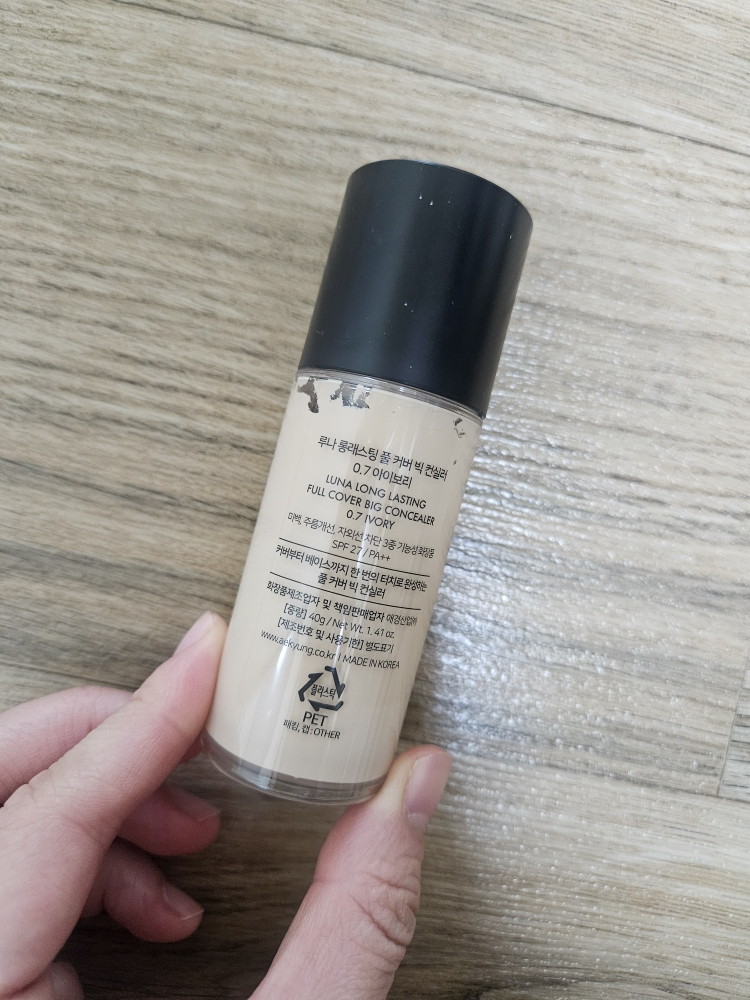 루나 롱래스팅 풀 커버 빅 컨실러
0.7 아이보리
LUNA LONG LASTING
FULL COVER BIG CONCEALER
0.7 IVORY
미백, 주름개선, 자외선 차단 3중 기능성화장품
SPF 27 / PA++
커버부터 베이스까지 한 번의 터치로 완성하는
풀 커버 빅 컨실러
화장품제조업자 및 책임판매업자 애경산업㈜
[중량] 40g / Net Wt. 1. 41 oz.
[제조번호 및 사용기한] 별도표기
www.aekyung.co.kr I MADE IN KOREA
플라스틱
PET
패킹, 캡 : OTHER